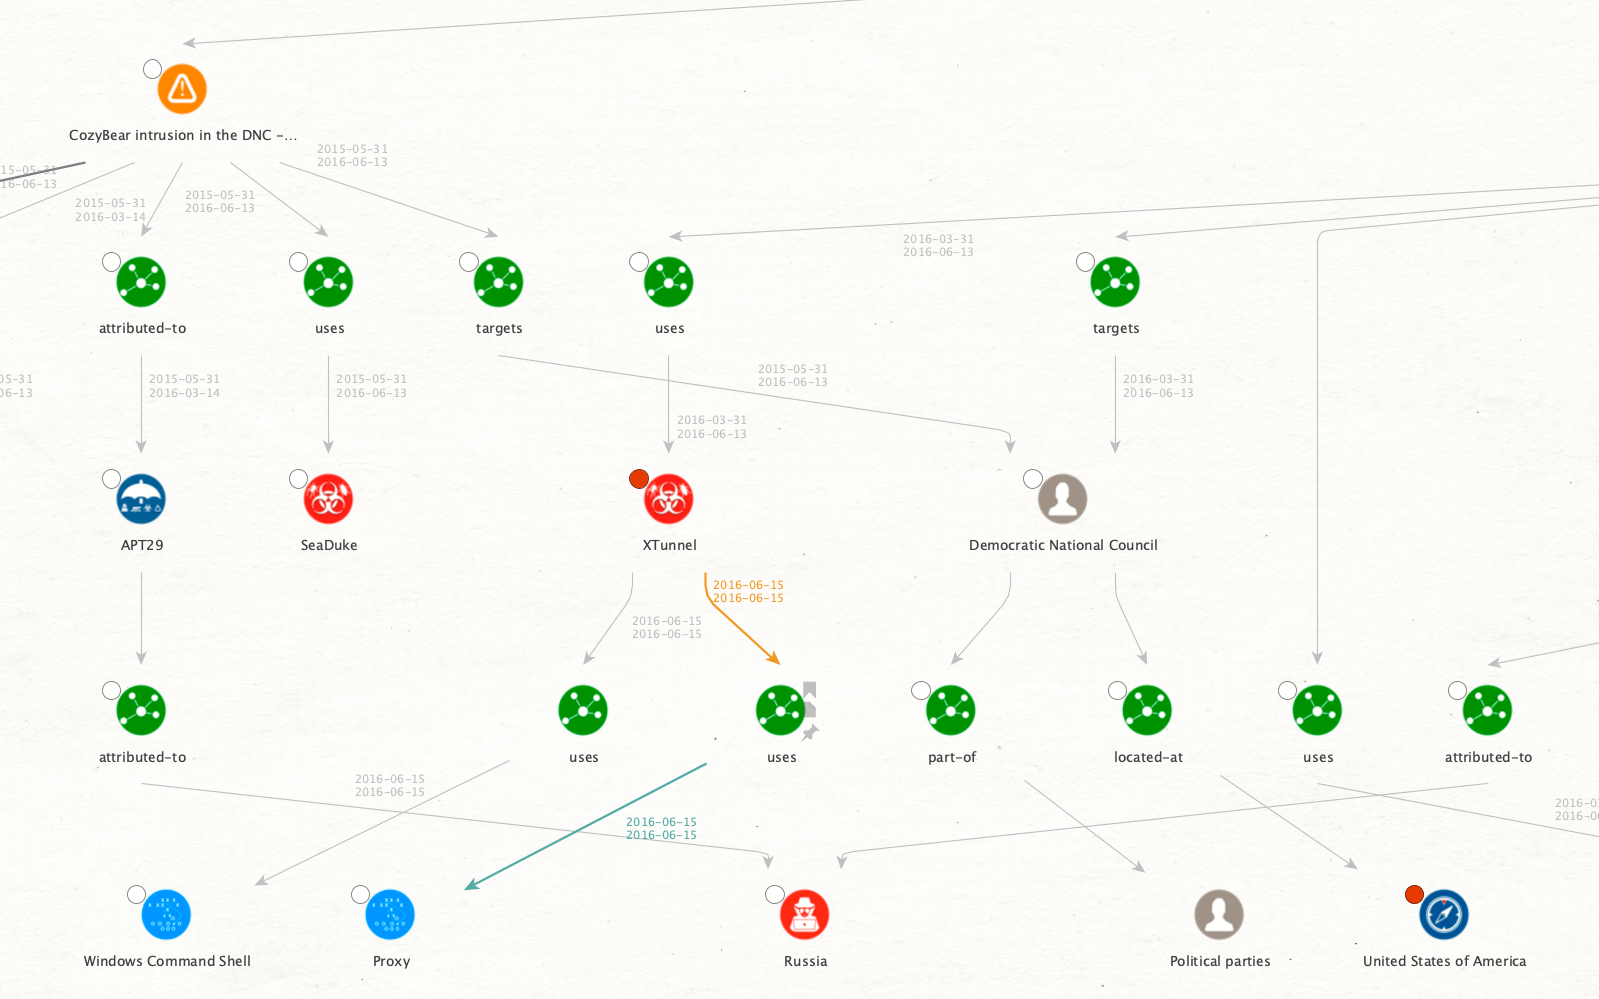 CozyBear intrusion in the DNC -...
2015-05-31
2016-06-13
15-05-31
16-06-13
2015-05-31
2016-03-14
2015-05-31
2016-06-13
2016-03-31
2016-06-13
attributed-to
uses
targets
uses
targets
05-31
06-13
2015-05-31
2016-03-14
2015-05-31
2016-06-13
2016-03-31
2016-06-13
2015-05-31
2016-06-13
2016-03-31
2016-06-13
APT29
SeaDuke
XTunnel
Democratic National Council
2016-06-15
2016-06-15
2016-06-15
2016-06-15
attributed-to
uses
uses
part-of
located-at
uses
attributed-to
2016-06-15
2016-06-15
2016-06-15
2016-06-15
2016-03
2016-06
Windows Command Shell
Proxy
Russia
Political parties
United States of America